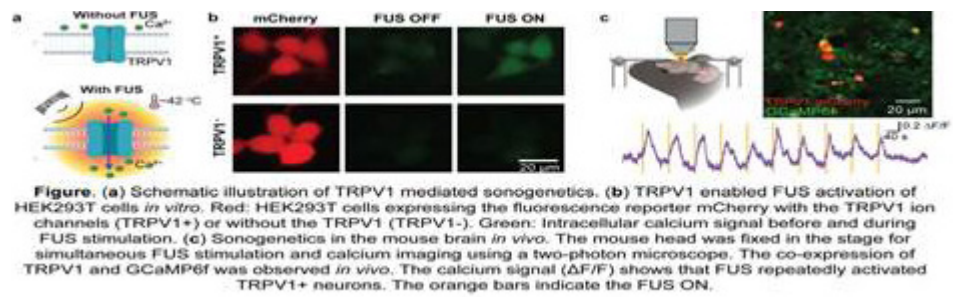 a
Without FUS
Ca²⁺
TRPV1
With FUS
~42 °C
Ca²⁺
b
mCherry
FUS OFF
FUS ON
TRPV1⁺
TRPV1⁻
20 µm
c
TRPV1-mCherry
GCaMP6f
20 µm
0.2 ΔF/F
40 s
Figure. (a) Schematic illustration of TRPV1 mediated sonogenetics. (b) TRPV1 enabled FUS activation of
HEK293T cells in vitro. Red: HEK293T cells expressing the fluorescence reporter mCherry with the TRPV1 ion
channels (TRPV1+) or without the TRPV1 (TRPV1-). Green: Intracellular calcium signal before and during
FUS stimulation. (c) Sonogenetics in the mouse brain in vivo. The mouse head was fixed in the stage for
simultaneous FUS stimulation and calcium imaging using a two-photon microscope. The co-expression of
TRPV1 and GCaMP6f was observed in vivo. The calcium signal (ΔF/F) shows that FUS repeatedly activated
TRPV1+ neurons. The orange bars indicate the FUS ON.